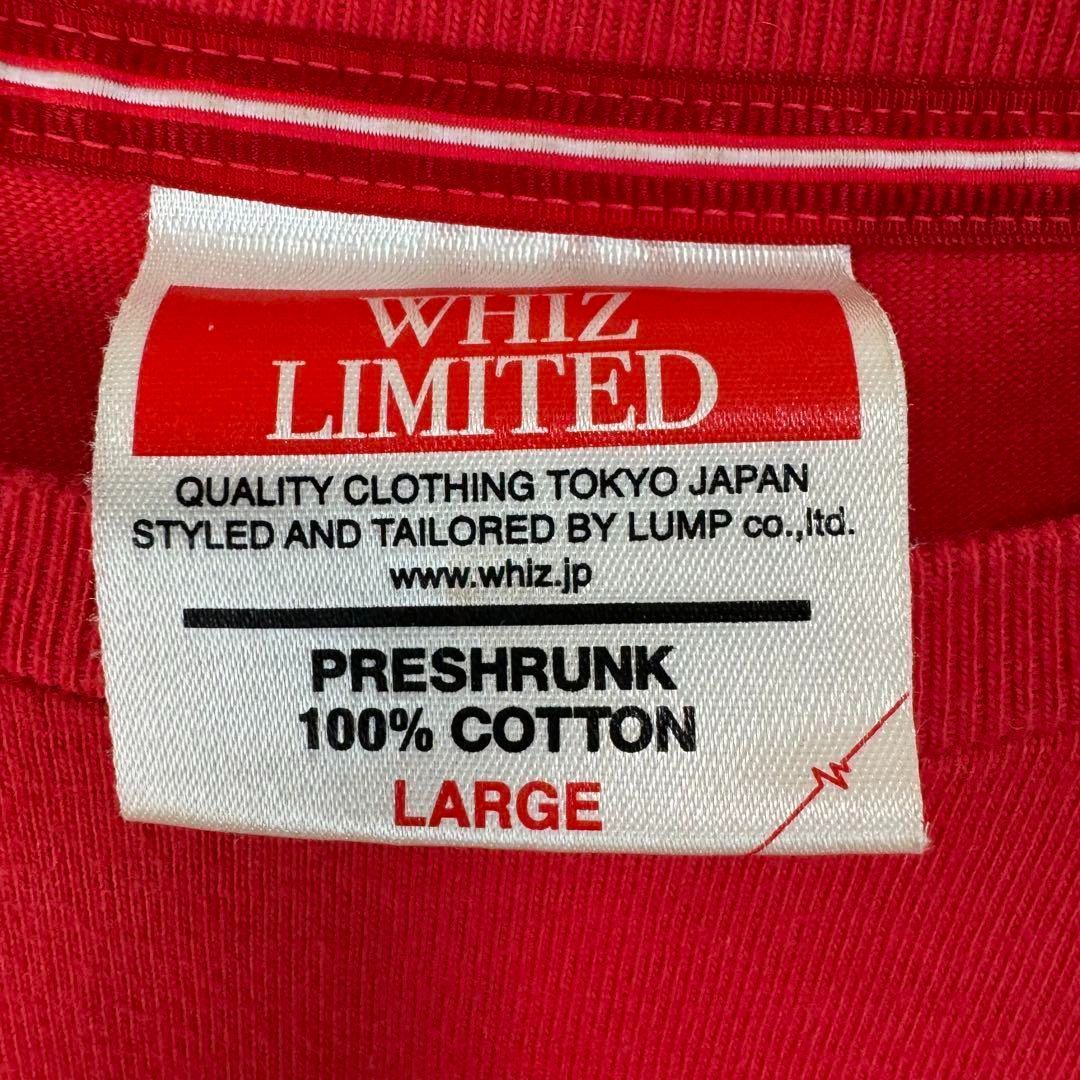 WHIZ
LIMITED
QUALITY CLOTHING TOKYO JAPAN
STYLED AND TAILORED BY LUMP co.,ltd.
www.whiz.jp
PRESHRUNK
100% COTTON
LARGE